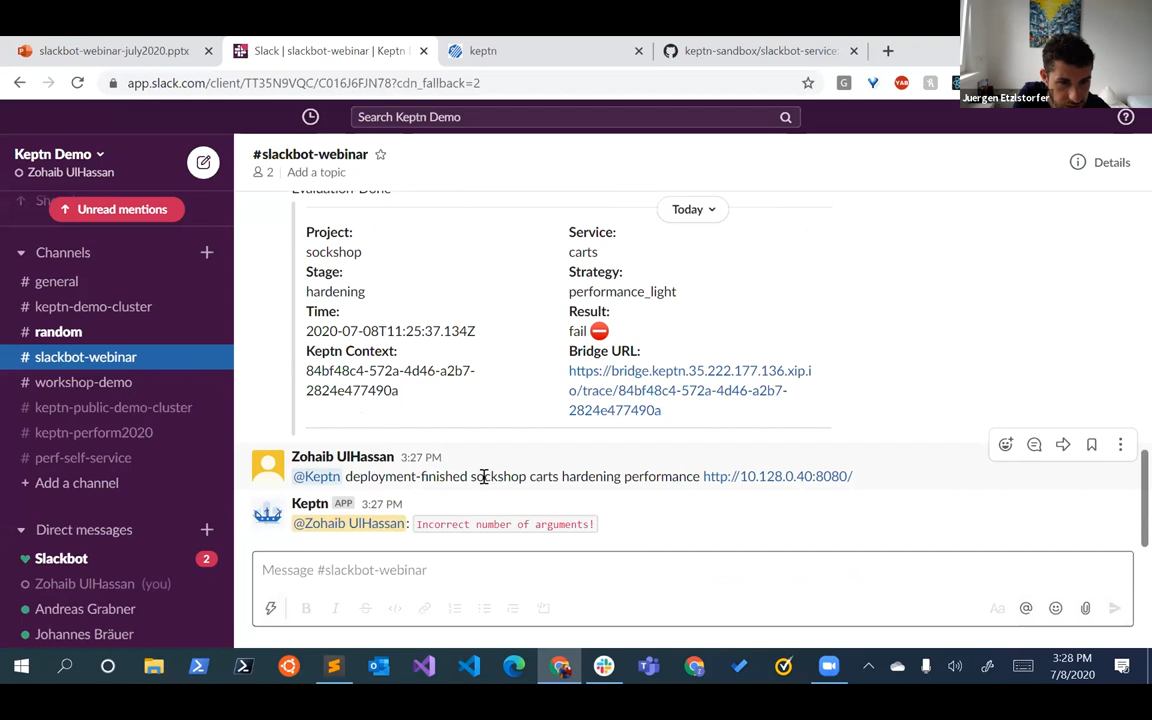 slackbot-webinar-july2020.pptx
Slack | slackbot-webinar | Keptn
keptn
keptn-sandbox/slackbot-service
app.slack.com/client/TT35N9VQC/C016J6FJN78?cdn_fallback=2
Juergen Etzlstorfer
Search Keptn Demo
Keptn Demo
Zohaib UlHassan
Unread mentions
Channels
# general
# keptn-demo-cluster
# random
# slackbot-webinar
# workshop-demo
# keptn-public-demo-cluster
# keptn-perform2020
# perf-self-service
+ Add a channel
Direct messages
Slackbot 2
Zohaib UlHassan (you)
Andreas Grabner
Johannes Bräuer
#slackbot-webinar
2 | Add a topic
Details
Evaluation Done
Today
Project:
sockshop
Stage:
hardening
Time:
2020-07-08T11:25:37.134Z
Keptn Context:
84bf48c4-572a-4d46-a2b7-
2824e477490a
Service:
carts
Strategy:
performance_light
Result:
fail
Bridge URL:
https://bridge.keptn.35.222.177.136.xip.i
o/trace/84bf48c4-572a-4d46-a2b7-
2824e477490a
Zohaib UlHassan 3:27 PM
@Keptn deployment-finished sockshop carts hardening performance http://10.128.0.40:8080/
Keptn APP 3:27 PM
@Zohaib UlHassan: Incorrect number of arguments!
Message #slackbot-webinar
3:28 PM
7/8/2020